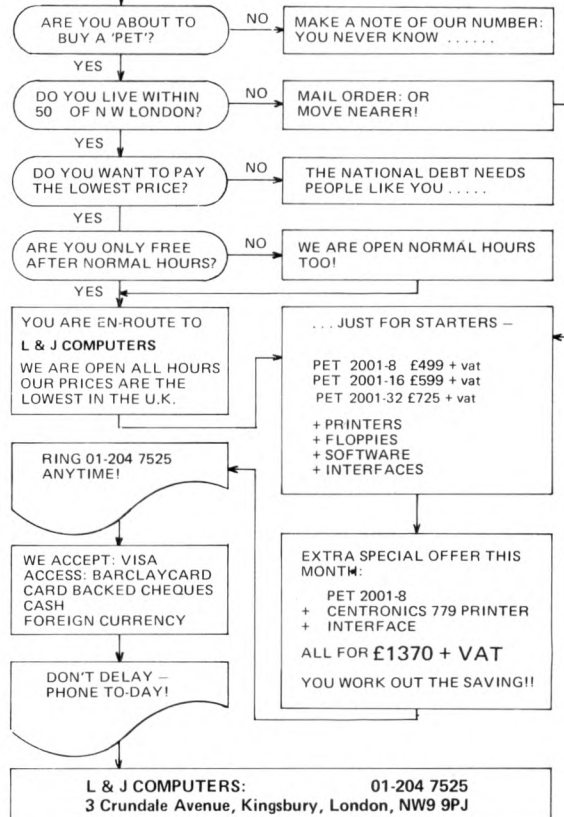 ARE YOU ABOUT TO
BUY A 'PET'?
NO
MAKE A NOTE OF OUR NUMBER:
YOU NEVER KNOW ......
YES
DO YOU LIVE WITHIN
50 OF N W LONDON?
NO
MAIL ORDER: OR
MOVE NEARER!
YES
DO YOU WANT TO PAY
THE LOWEST PRICE?
NO
THE NATIONAL DEBT NEEDS
PEOPLE LIKE YOU .....
YES
ARE YOU ONLY FREE
AFTER NORMAL HOURS?
NO
WE ARE OPEN NORMAL HOURS
TOO!
YES
YOU ARE EN-ROUTE TO
L & J COMPUTERS
WE ARE OPEN ALL HOURS
OUR PRICES ARE THE
LOWEST IN THE U.K.
... JUST FOR STARTERS —
PET 2001-8 £499 + vat
PET 2001-16 £599 + vat
PET 2001-32 £725 + vat
+ PRINTERS
+ FLOPPIES
+ SOFTWARE
+ INTERFACES
RING 01-204 7525
ANYTIME!
WE ACCEPT: VISA
ACCESS: BARCLAYCARD
CARD BACKED CHEQUES
CASH
FOREIGN CURRENCY
EXTRA SPECIAL OFFER THIS
MONTH:
PET 2001-8
+ CENTRONICS 779 PRINTER
+ INTERFACE
ALL FOR £1370 + VAT
YOU WORK OUT THE SAVING!!
DON'T DELAY —
PHONE TO-DAY!
L & J COMPUTERS: 01-204 7525
3 Crundale Avenue, Kingsbury, London, NW9 9PJ